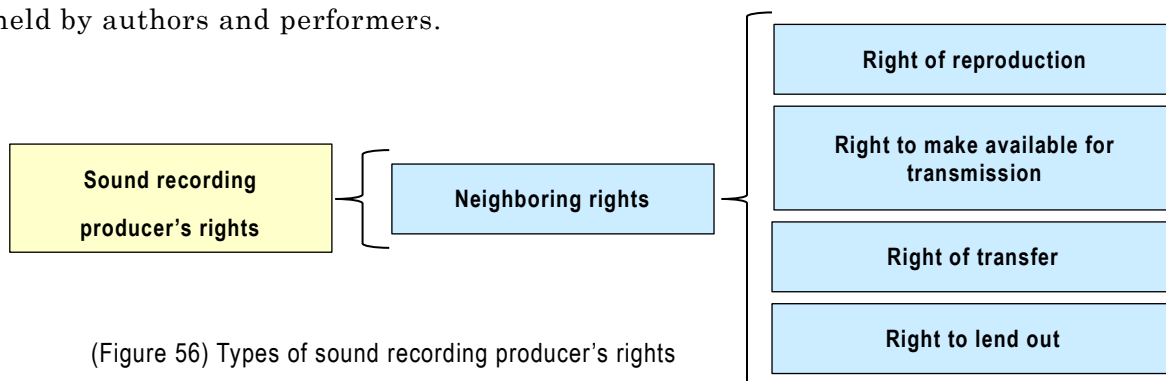 held by authors and performers.
Right of reproduction
Right to make available for
transmission
Sound recording
producer’s rights
Neighboring rights
Right of transfer
Right to lend out
(Figure 56) Types of sound recording producer’s rights